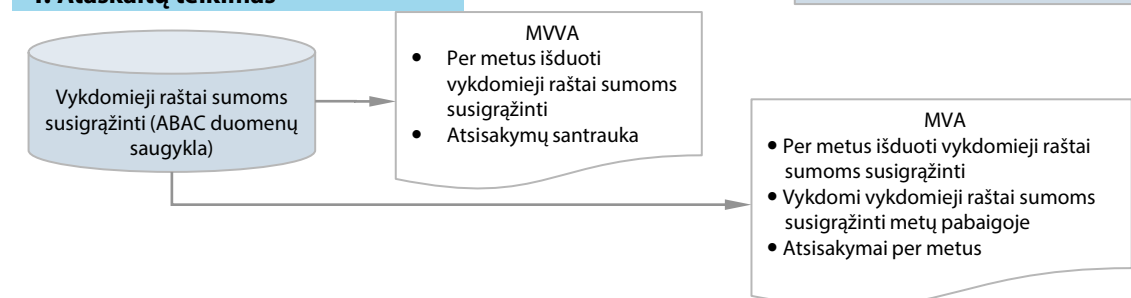 Ataskaitų teikimas
Vykdomieji raštai sumoms
susigrąžinti (ABAC duomenų
saugykla)
MVVA
• Per metus išduoti
vykdomieji raštai sumoms
susigrąžinti
• Atsisakymų santrauka
MVA
• Per metus išduoti vykdomieji raštai
sumoms susigrąžinti
• Vykdomi vykdomieji raštai sumoms
susigrąžinti metų pabaigoje
• Atsisakymai per metus